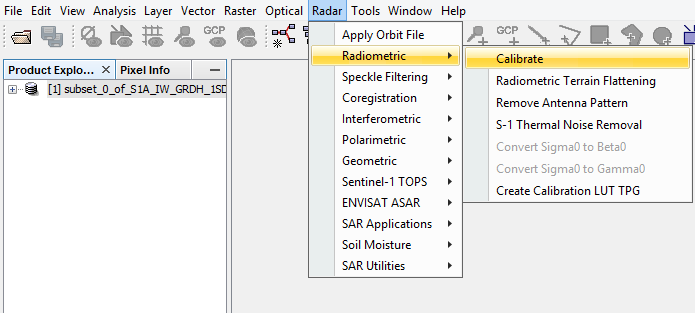 File Edit View Analysis Layer Vector Raster Optical Radar Tools Window Help
GCP GCP
Apply Orbit File
Radiometric
Calibrate
Product Explo... Pixel Info
Speckle Filtering
Radiometric Terrain Flattening
[1] subset_0_of_S1A_IW_GRDH_1SD
Coregistration
Remove Antenna Pattern
Interferometric
S-1 Thermal Noise Removal
Polarimetric
Convert Sigma0 to Beta0
Geometric
Convert Sigma0 to Gamma0
Sentinel-1 TOPS
Create Calibration LUT TPG
ENVISAT ASAR
SAR Applications
Soil Moisture
SAR Utilities